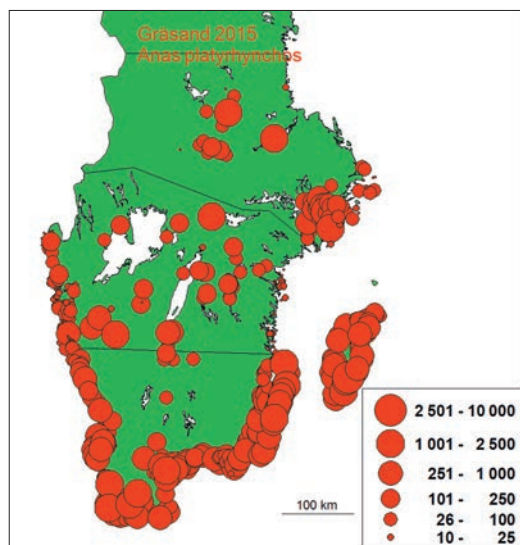 Gräsand 2015
Anas platyrhynchos
2 501 - 10 000
1 001 - 2 500
251 - 1 000
101 - 250
26 - 100
10 - 25
100 km